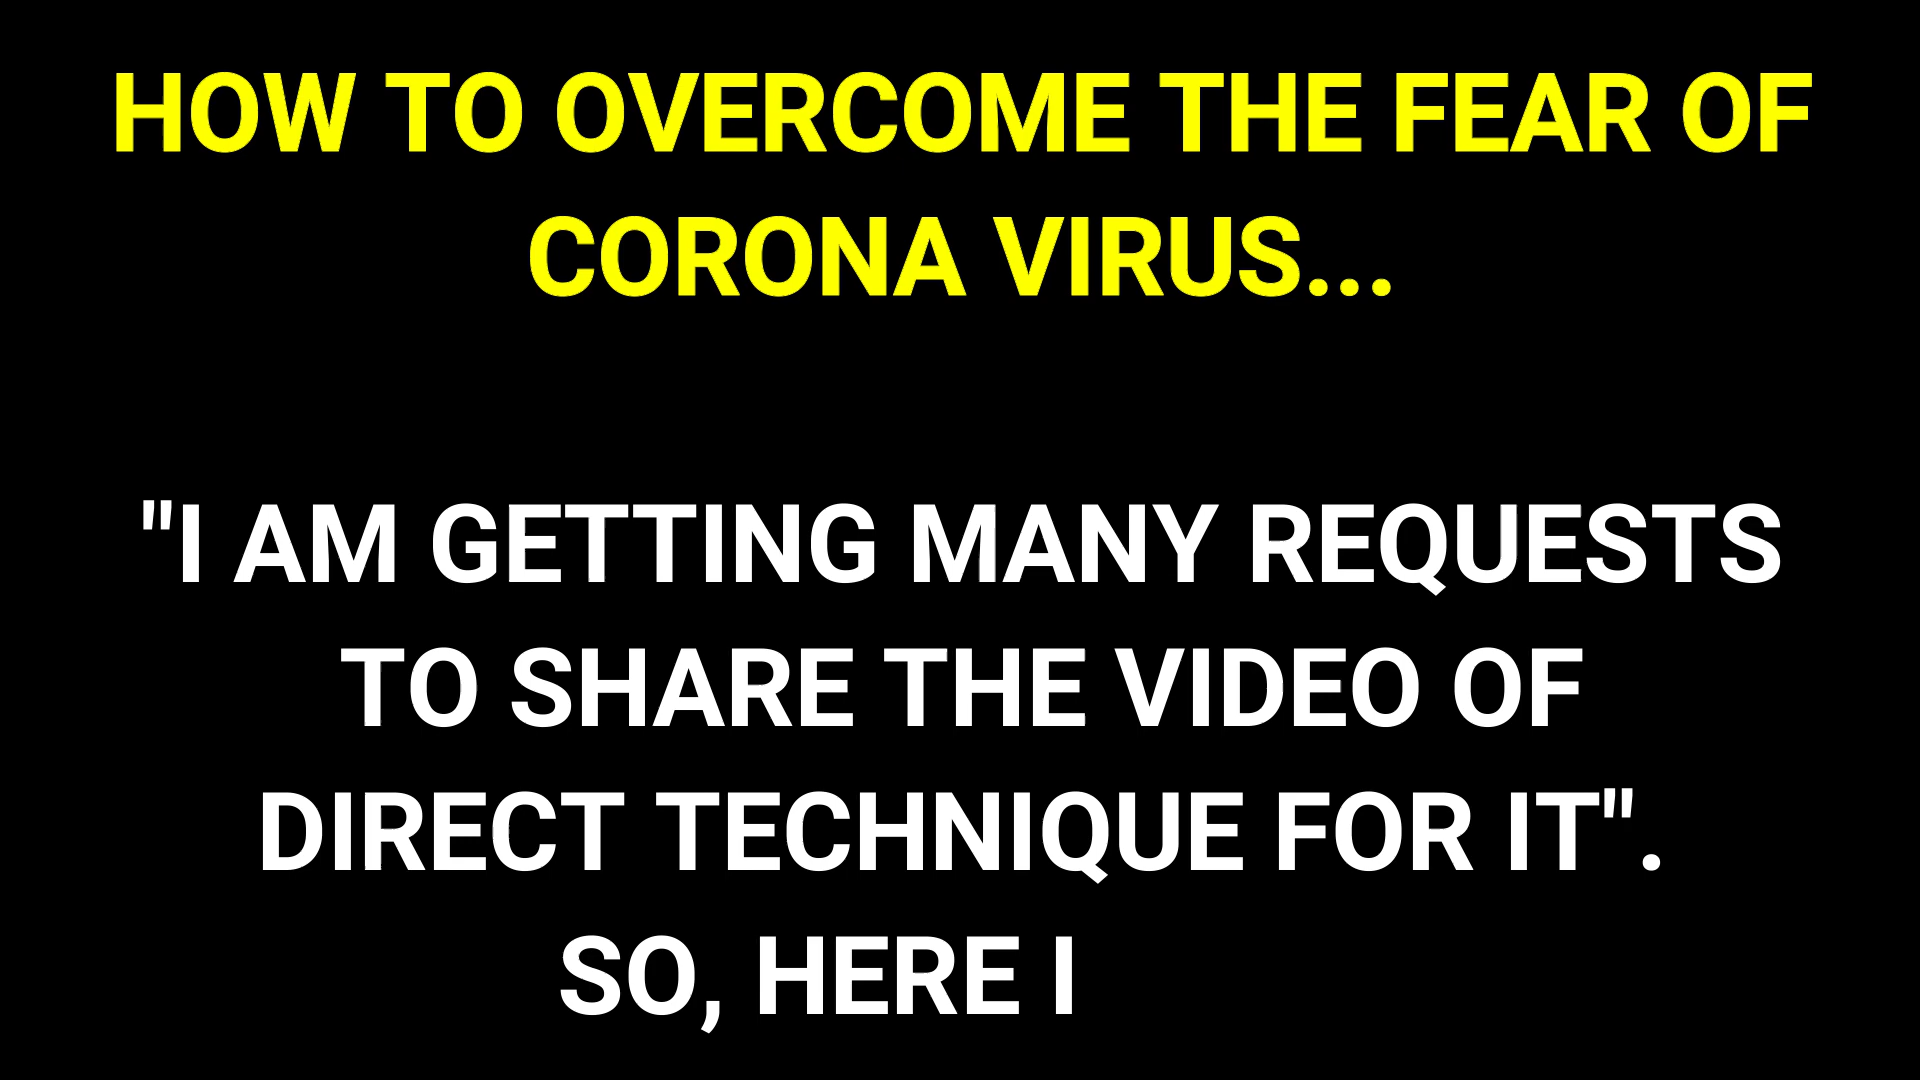 HOW TO OVERCOME THE FEAR OF
CORONA VIRUS...
"I AM GETTING MANY REQUESTS
TO SHARE THE VIDEO OF
DIRECT TECHNIQUE FOR IT".
SO, HERE I